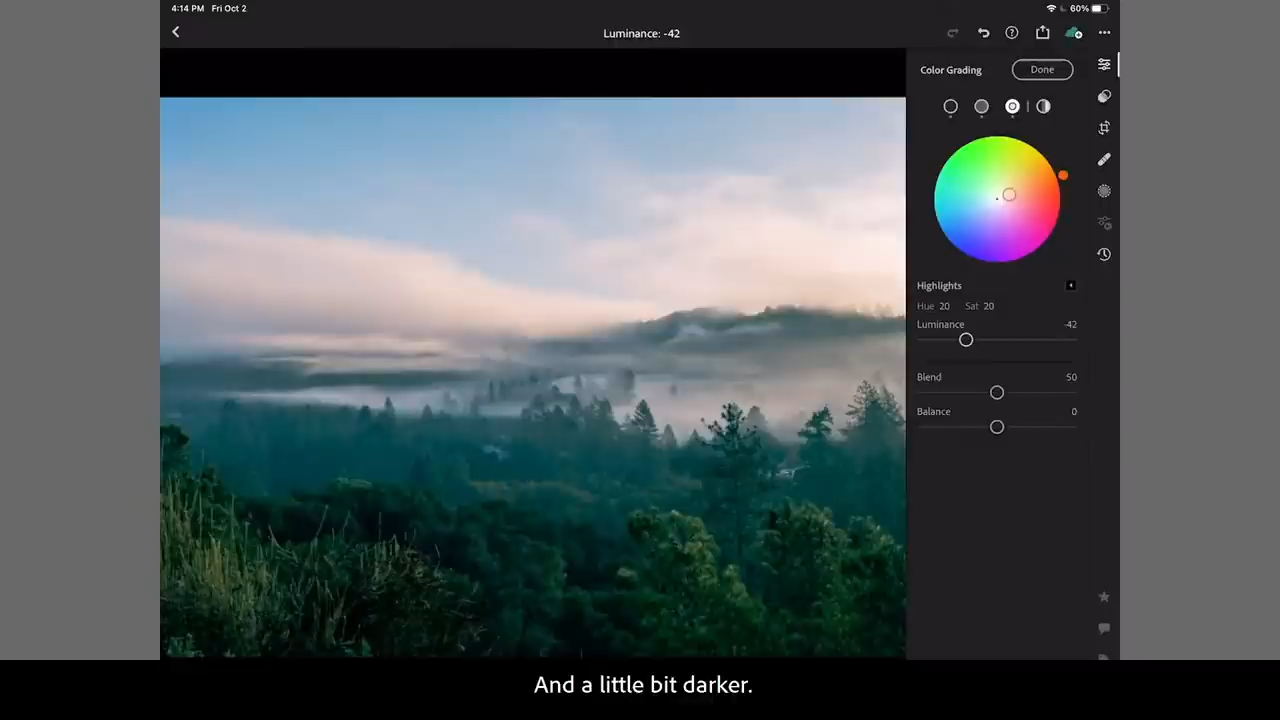 4:14 PM Fri Oct 2
60%
Luminance: -42
Color Grading
Done
Highlights
Hue 20 Sat 20
Luminance -42
Blend 50
Balance 0
And a little bit darker.